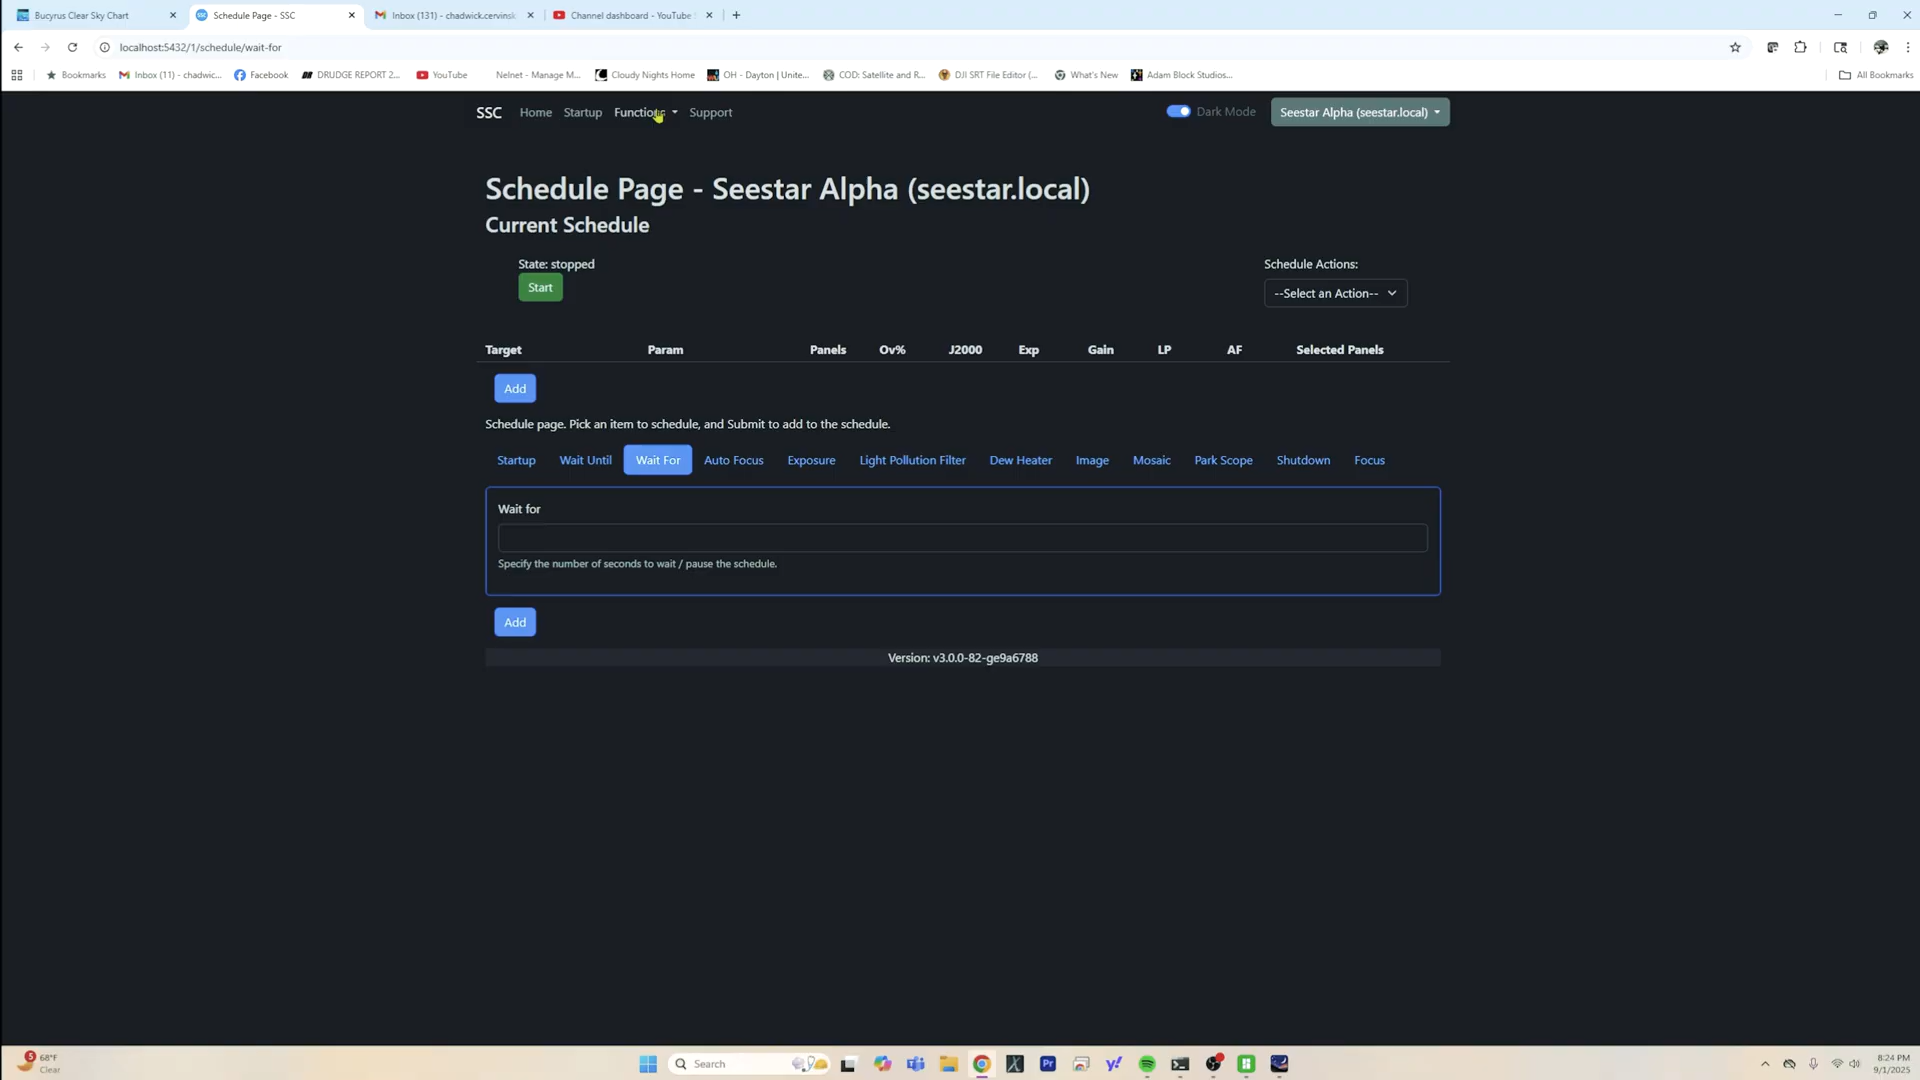 Bucyrus Clear Sky Chart
Schedule Page - SSC
Inbox (131) - chadwick.cervinsk
Channel dashboard - YouTube
localhost:5432/1/schedule/wait-for
Bookmarks
Inbox (11) - chadwic...
Facebook
DRUDGE REPORT 2...
YouTube
Nelnet - Manage M...
Cloudy Nights Home
OH - Dayton | Unite...
COD: Satellite and R...
DJI SRT File Editor (...
What's New
Adam Block Studios...
All Bookmarks
SSC
Home
Startup
Functions
Support
Dark Mode
Seestar Alpha (seestar.local)
Schedule Page - Seestar Alpha (seestar.local)
Current Schedule
State: stopped
Schedule Actions:
Start
--Select an Action--
Target Param Panels Ov% J2000 Exp Gain LP AF Selected Panels
Add
Schedule page. Pick an item to schedule, and Submit to add to the schedule.
Startup Wait Until Wait For Auto Focus Exposure Light Pollution Filter Dew Heater Image Mosaic Park Scope Shutdown Focus
Wait for
Specify the number of seconds to wait / pause the schedule.
Add
Version: v3.0.0-82-ge9a6788
5
68°F
Clear
Search
Pr
8:24 PM
9/1/2025